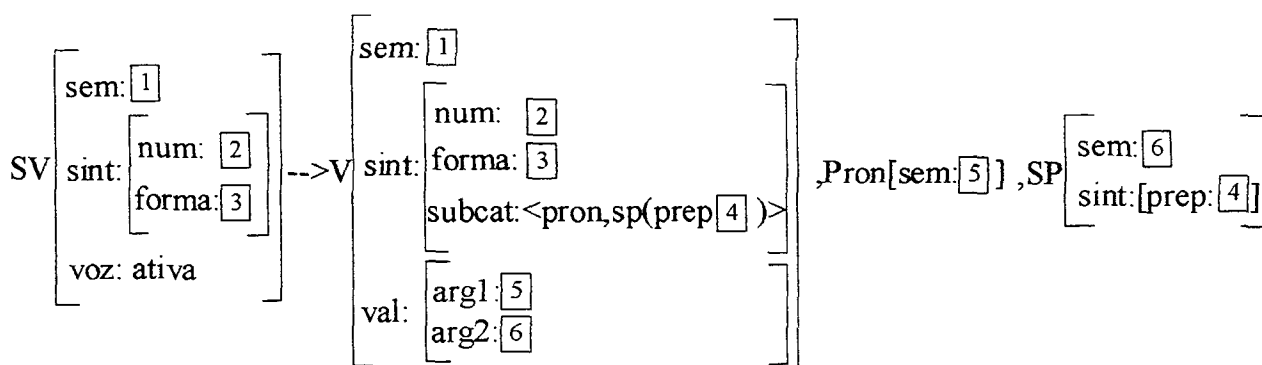 sem: 1
sem: 1
num: 2
sint: num: 2 forma: 3
SV --> V sint: forma: 3 , Pron[sem: 5 ] , SP sem: 6 sint:[prep: 4 ]
subcat:<pron,sp(prep 4 )>
voz: ativa
val: arg1: 5
arg2: 6